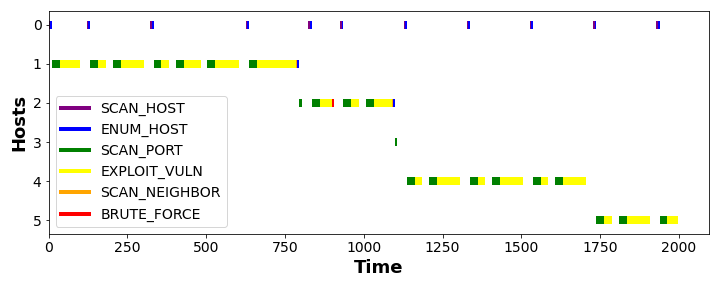 Hosts
0
1
2
3
4
5
SCAN_HOST
ENUM_HOST
SCAN_PORT
EXPLOIT_VULN
SCAN_NEIGHBOR
BRUTE_FORCE
0 250 500 750 1000 1250 1500 1750 2000
Time